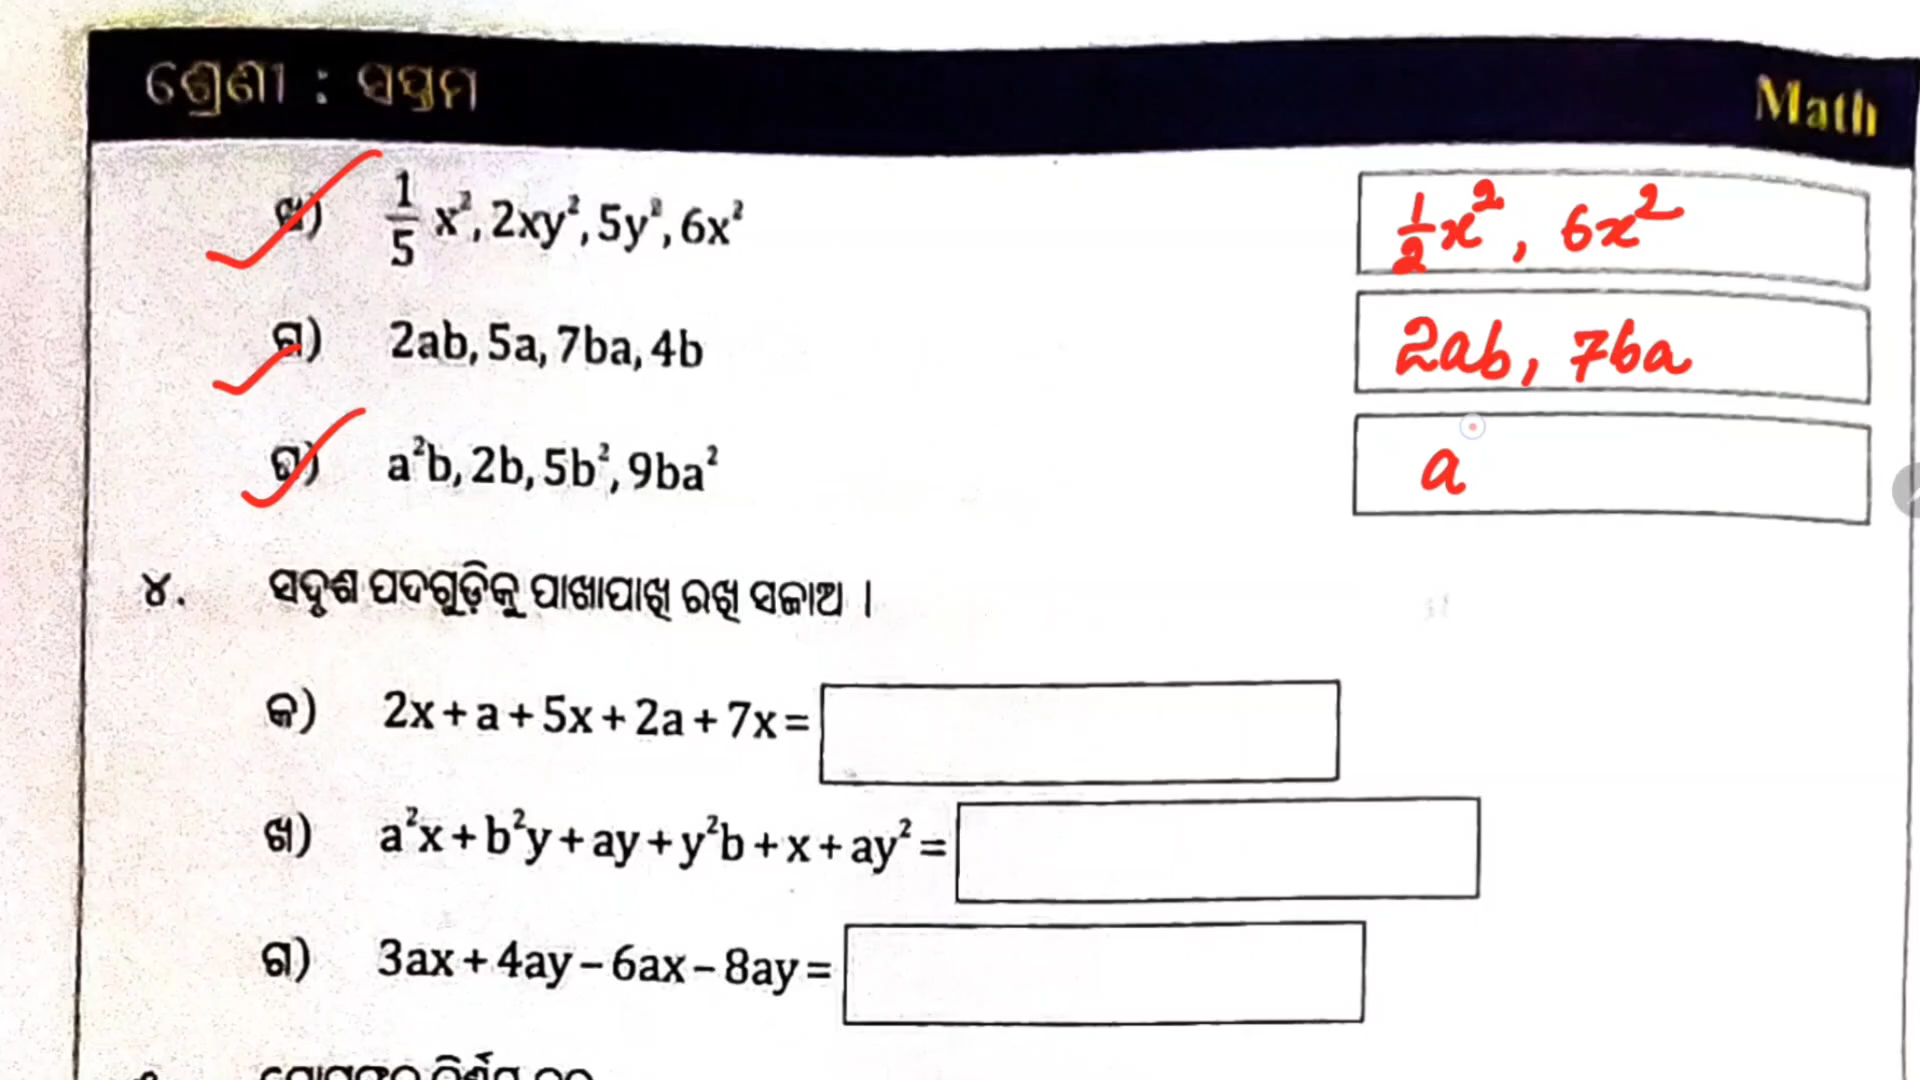 ଶ୍ରେଣୀ : ସପ୍ତମ Math
ଖ) 1/5 x², 2xy², 5y², 6x² ½x², 6x²
ଗ) 2ab, 5a, 7ba, 4b 2ab, 7ba
ଘ) a²b, 2b, 5b², 9ba² a
୪. ସଦୃଶ ପଦଗୁଡ଼ିକୁ ପାଖାପାଖି ରଖି ସଜାଅ ।
କ) 2x + a + 5x + 2a + 7x =
ଖ) a²x + b²y + ay + y²b + x + ay² =
ଗ) 3ax + 4ay – 6ax – 8ay =